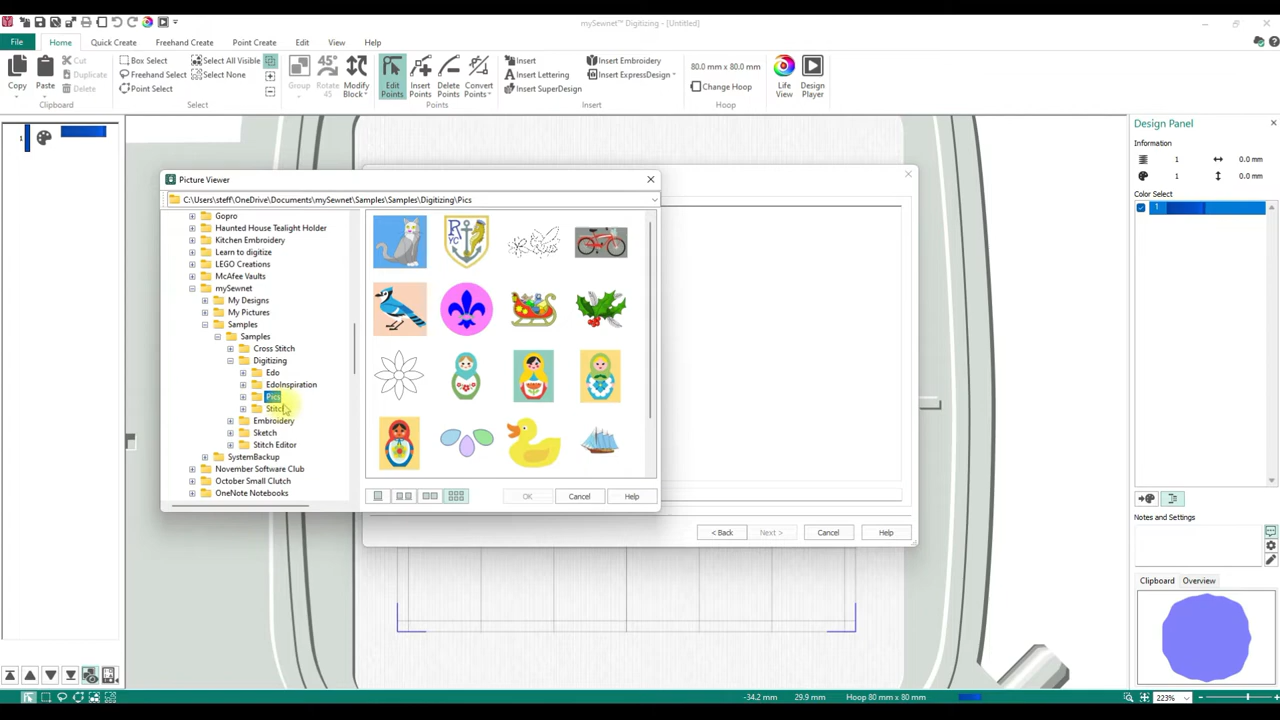 mySewnet™ Digitizing - [Untitled]
File
Home
Quick Create
Freehand Create
Point Create
Edit
View
Help
Copy
Paste
Cut
Duplicate
Delete
Clipboard
Box Select
Freehand Select
Point Select
Select All Visible
Select None
Select
Group
Rotate 45
Modify Block
Edit Points
Insert Points
Delete Points
Convert Points
Points
Insert
Insert Lettering
Insert SuperDesign
Insert Embroidery
Insert ExpressDesign
Insert
80.0 mm x 80.0 mm
Change Hoop
Hoop
Life View
Design Player
1
Picture Viewer
C:\Users\steff\OneDrive\Documents\mySewnet\Samples\Samples\Digitizing\Pics
Gopro
Haunted House Tealight Holder
Kitchen Embroidery
Learn to digitize
LEGO Creations
McAfee Vaults
mySewnet
My Designs
My Pictures
Samples
Samples
Cross Stitch
Digitizing
Edo
EdoInspiration
Pics
Stitch
Embroidery
Sketch
Stitch Editor
SystemBackup
November Software Club
October Small Clutch
OneNote Notebooks
R
YC
OK
Cancel
Help
< Back
Next >
Cancel
Help
Design Panel
Information
1
0.0 mm
1
0.0 mm
Color Select
1
Notes and Settings
Clipboard
Overview
-34.2 mm
29.9 mm
Hoop 80 mm x 80 mm
223%